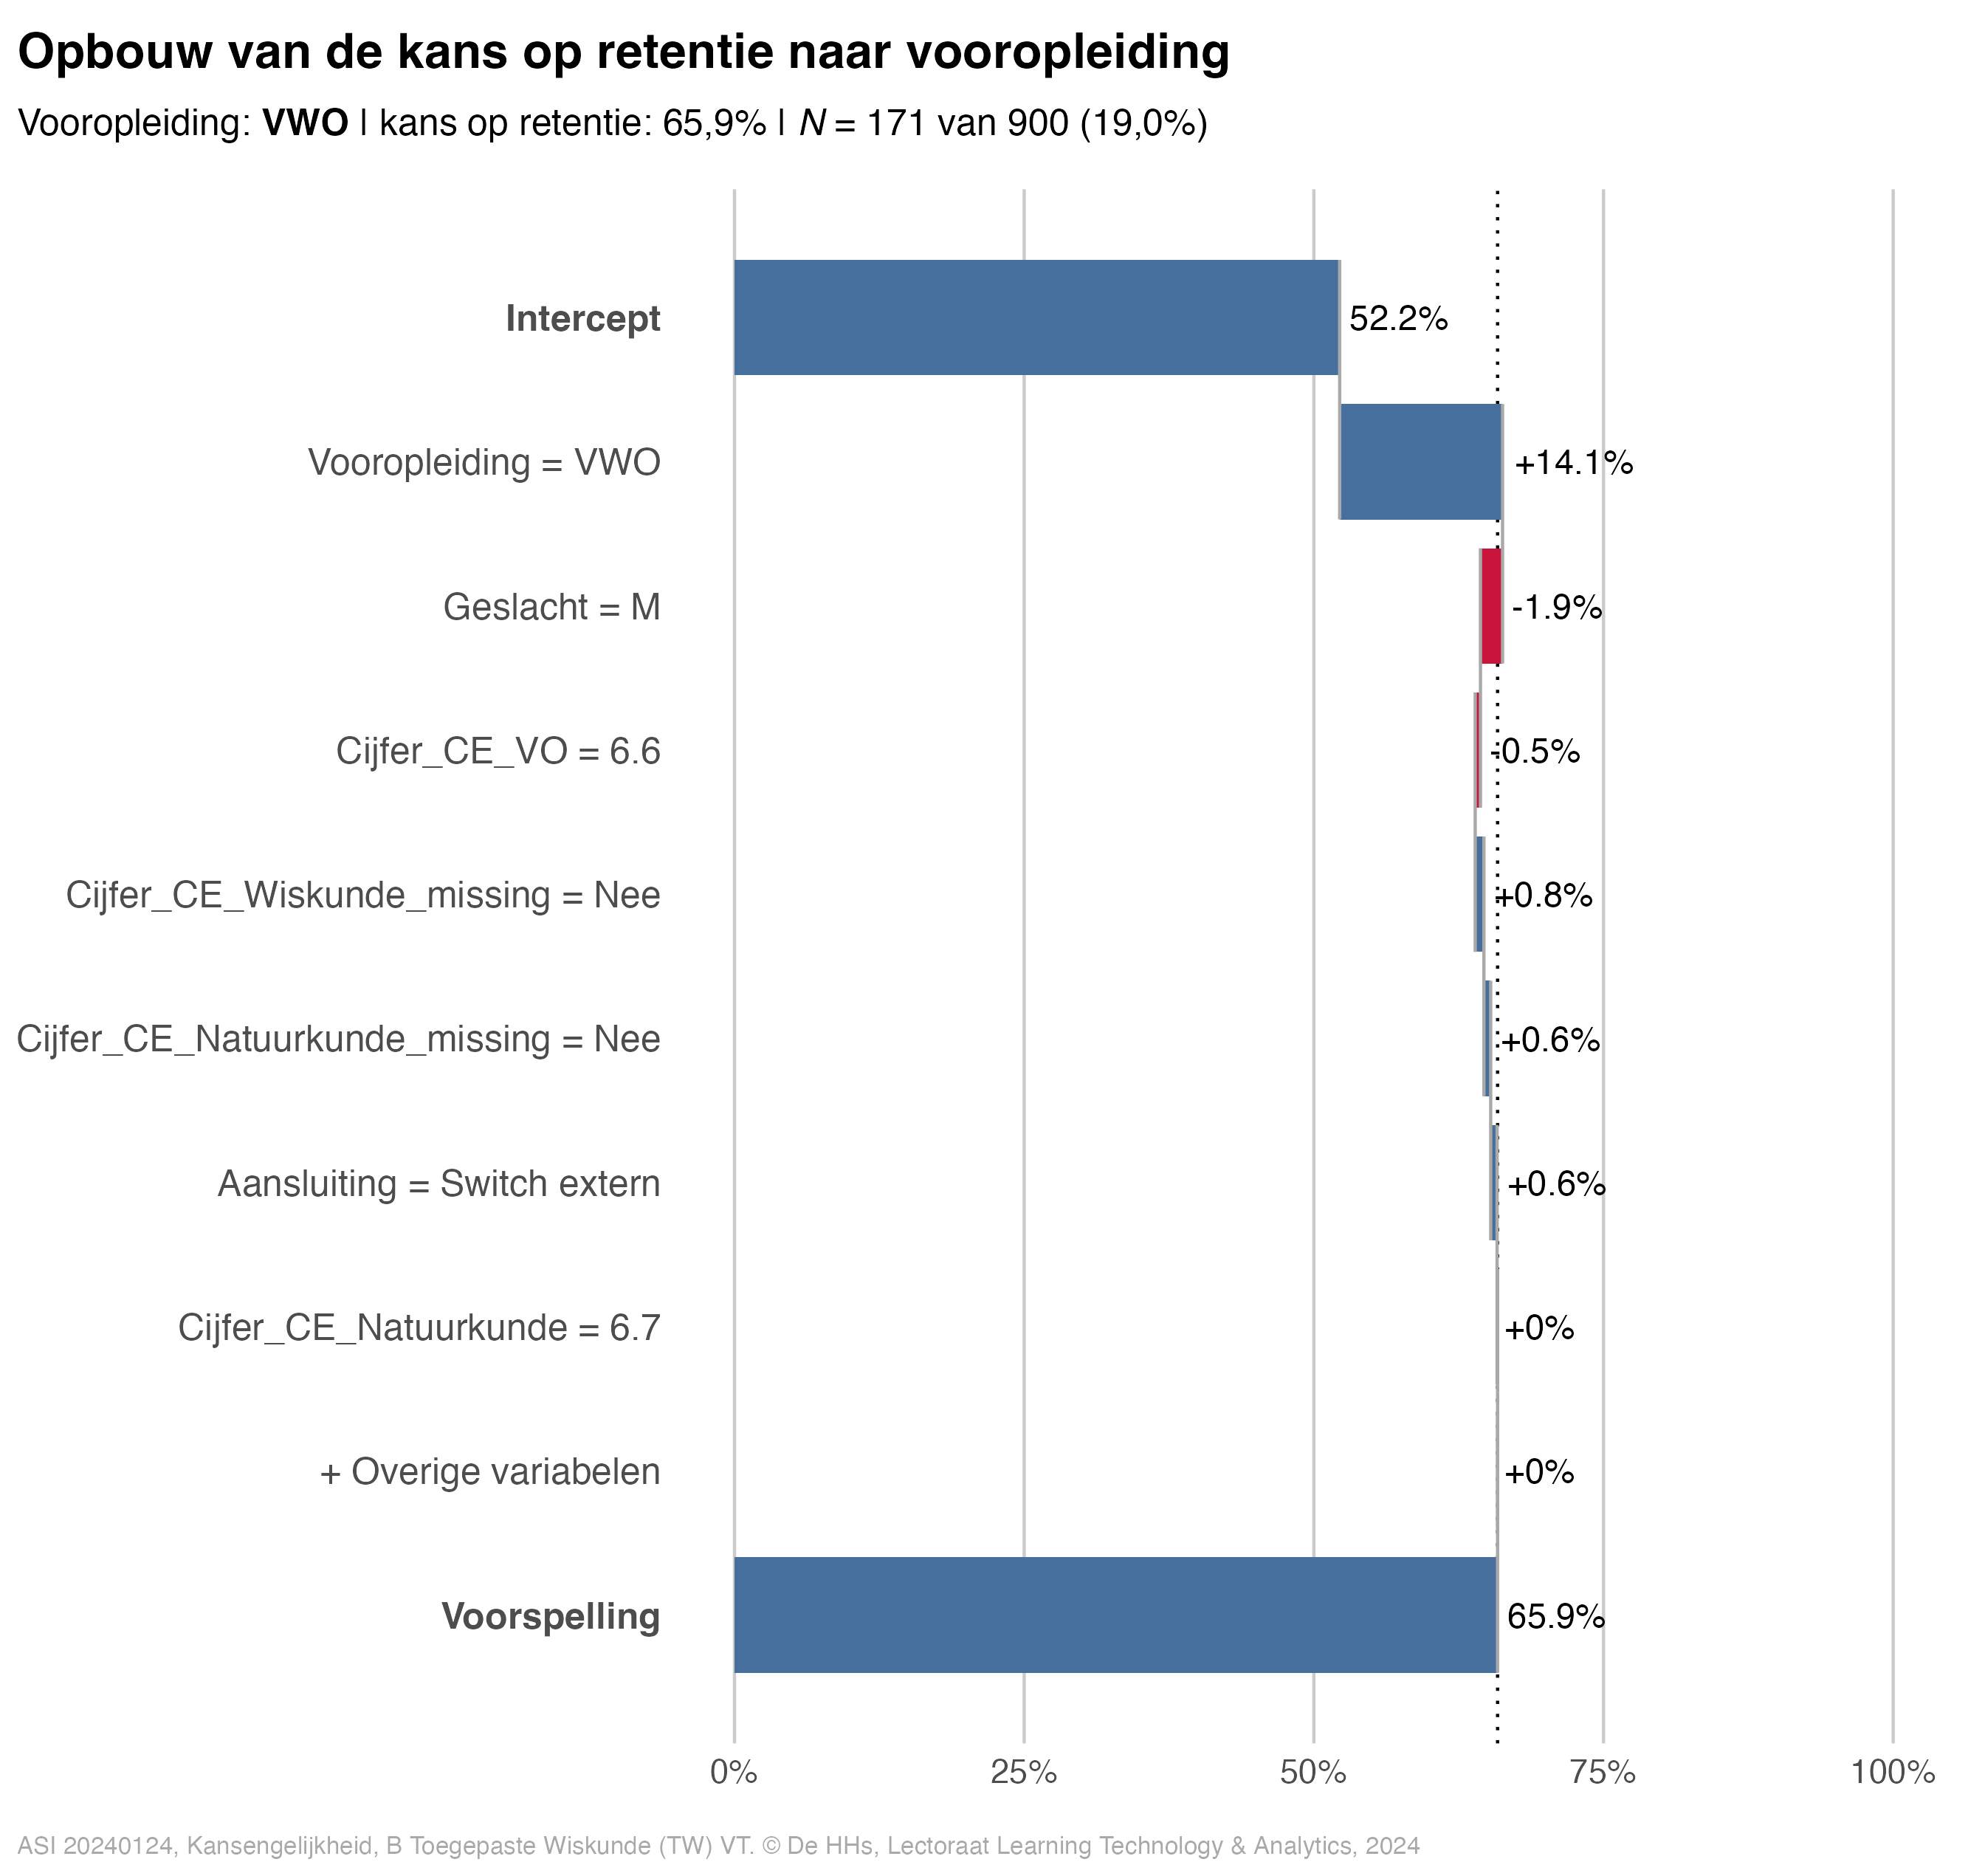 Opbouw van de kans op retentie naar vooropleiding
Vooropleiding: VWO | kans op retentie: 65,9% | N = 171 van 900 (19,0%)
Intercept 52.2%
Vooropleiding = VWO +14.1%
Geslacht = M -1.9%
Cijfer_CE_VO = 6.6 -0.5%
Cijfer_CE_Wiskunde_missing = Nee +0.8%
Cijfer_CE_Natuurkunde_missing = Nee +0.6%
Aansluiting = Switch extern +0.6%
Cijfer_CE_Natuurkunde = 6.7 +0%
+ Overige variabelen +0%
Voorspelling 65.9%
0% 25% 50% 75% 100%
ASI 20240124, Kansengelijkheid, B Toegepaste Wiskunde (TW) VT. © De HHs, Lectoraat Learning Technology & Analytics, 2024